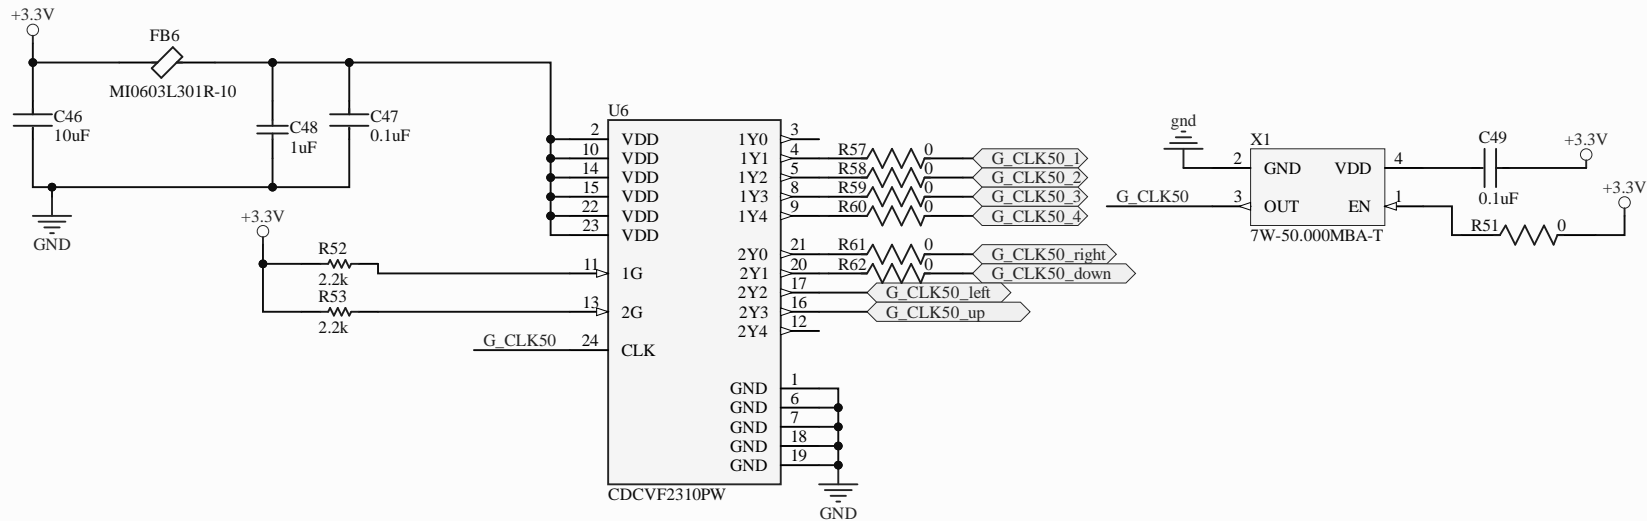 +3.3V
FB6
MI0603L301R-10
C46
10uF
C48
1uF
C47
0.1uF
GND
+3.3V
R52
2.2k
R53
2.2k
G_CLK50
U6
2 VDD
10 VDD
14 VDD
15 VDD
22 VDD
23 VDD
11 1G
13 2G
24 CLK
1Y0 3
1Y1 4 R57 0 G_CLK50_1
1Y2 5 R58 0 G_CLK50_2
1Y3 8 R59 0 G_CLK50_3
1Y4 9 R60 0 G_CLK50_4
2Y0 21 R61 0 G_CLK50_right
2Y1 20 R62 0 G_CLK50_down
2Y2 17 G_CLK50_left
2Y3 16 G_CLK50_up
2Y4 12
GND 1
GND 6
GND 7
GND 18
GND 19
CDCVF2310PW
GND
gnd
X1
2 GND VDD 4
G_CLK50 3 OUT EN 1
7W-50.000MBA-T
C49
0.1uF
+3.3V
+3.3V
R51 0